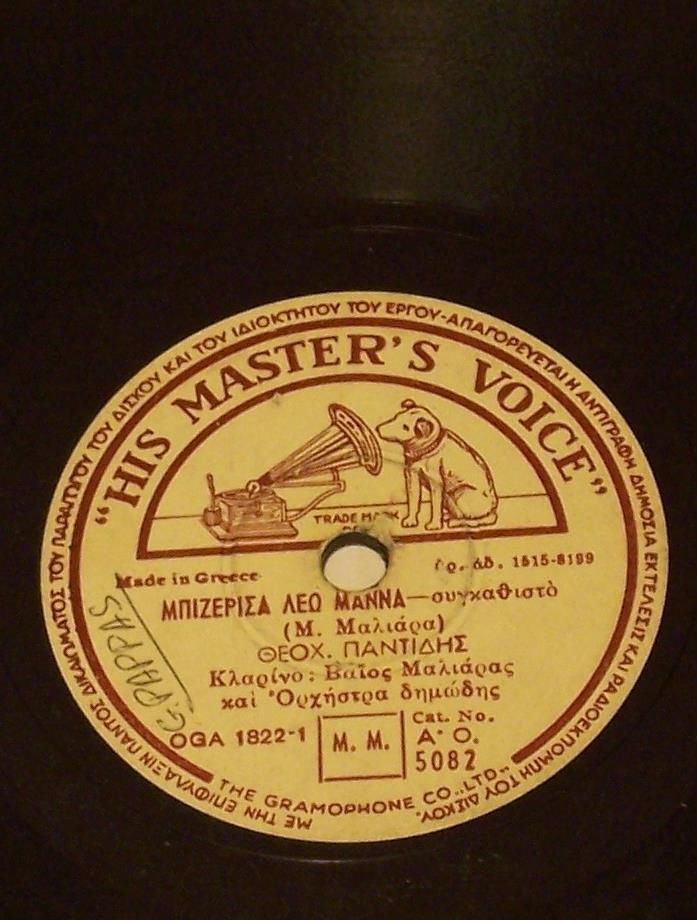 ΜΕ ΤΗΝ ΕΠΙΦΥΛΑΞΙΝ ΠΑΝΤΟΣ ΔΙΚΑΙΩΜΑΤΟΣ ΤΟΥ ΠΑΡΑΓΩΓΟΥ ΤΟΥ ΔΙΣΚΟΥ ΚΑΙ ΤΟΥ ΙΔΙΟΚΤΗΤΟΥ ΤΟΥ ΕΡΓΟΥ-ΑΠΑΓΟΡΕΥΕΤΑΙ Η ΑΝΤΙΓΡΑΦΗ ΔΗΜΟΣΙΑ ΕΚΤΕΛΕΣΙΣ ΚΑΙ ΡΑΔΙΟΕΚΠΟΜΠΗ ΤΟΥ ΔΙΣΚΟΥ.
"HIS MASTER'S VOICE"
TRADE MARK
Made in Greece
ἀδ. 1515-8199
ΜΠΙΖΕΡΙΣΑ ΛΕΩ ΜΑΝΝΑ—συγκαθιστὸ
(Μ. Μαλιάρα)
ΘΕΟΧ. ΠΑΝΤΙΔΗΣ
Κλαρίνο: Βαῒος Μαλιάρας
καὶ Ὀρχήστρα δημώδης
G. PAPPAS
OGA 1822-1
M. M.
Cat. No.
A· O.
5082
THE GRAMOPHONE CO., LTD.,